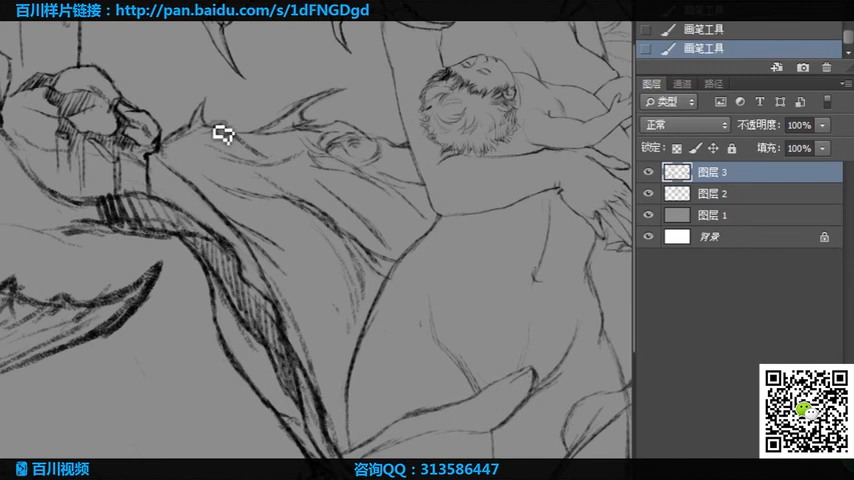 百川样片链接：http://pan.baidu.com/s/1dFNGDgd
画笔工具
画笔工具
图层 通道 路径
类型
正常 不透明度: 100%
锁定: 填充: 100%
图层 3
图层 2
图层 1
背景
百川视频 咨询QQ：313586447